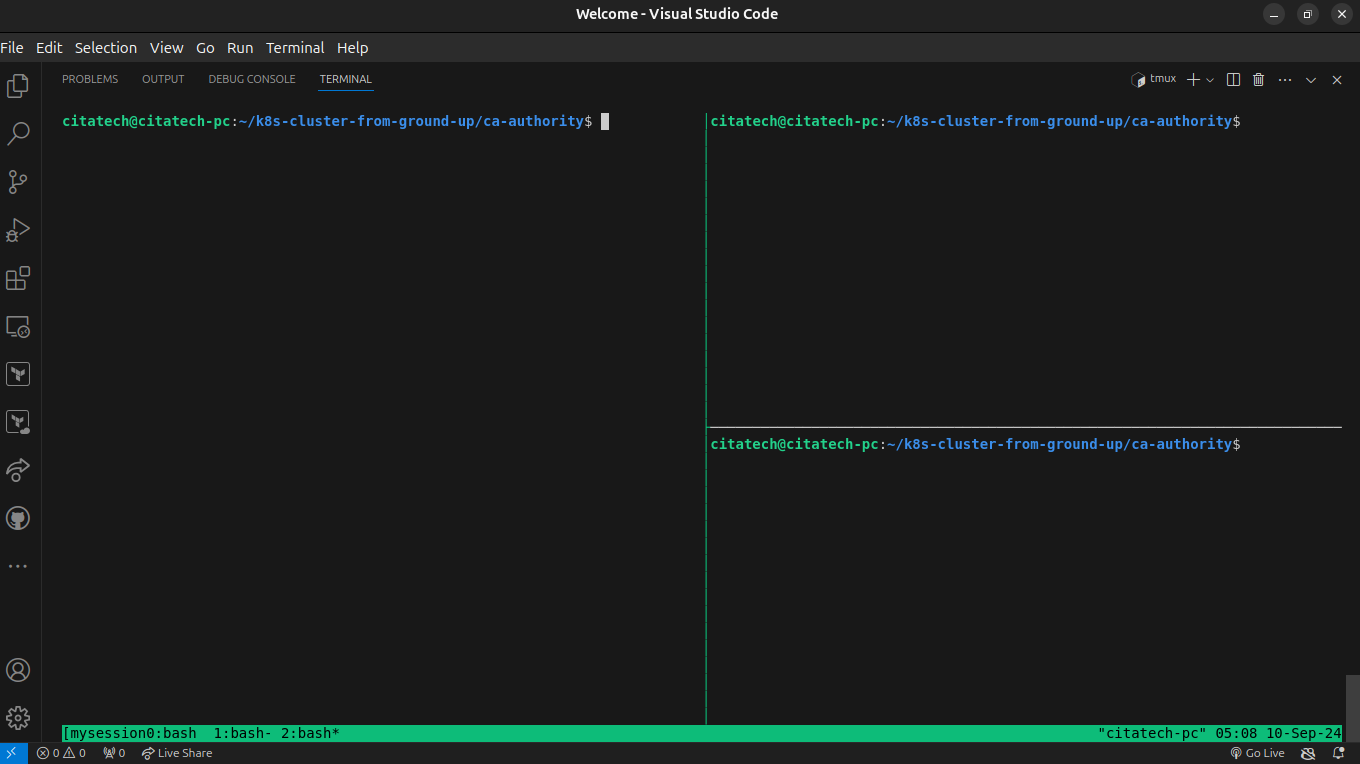 Welcome - Visual Studio Code
File Edit Selection View Go Run Terminal Help
PROBLEMS OUTPUT DEBUG CONSOLE TERMINAL
tmux
citatech@citatech-pc:~/k8s-cluster-from-ground-up/ca-authority$
citatech@citatech-pc:~/k8s-cluster-from-ground-up/ca-authority$
citatech@citatech-pc:~/k8s-cluster-from-ground-up/ca-authority$
[mysession0:bash 1:bash- 2:bash* "citatech-pc" 05:08 10-Sep-24
0 0 0 Live Share Go Live